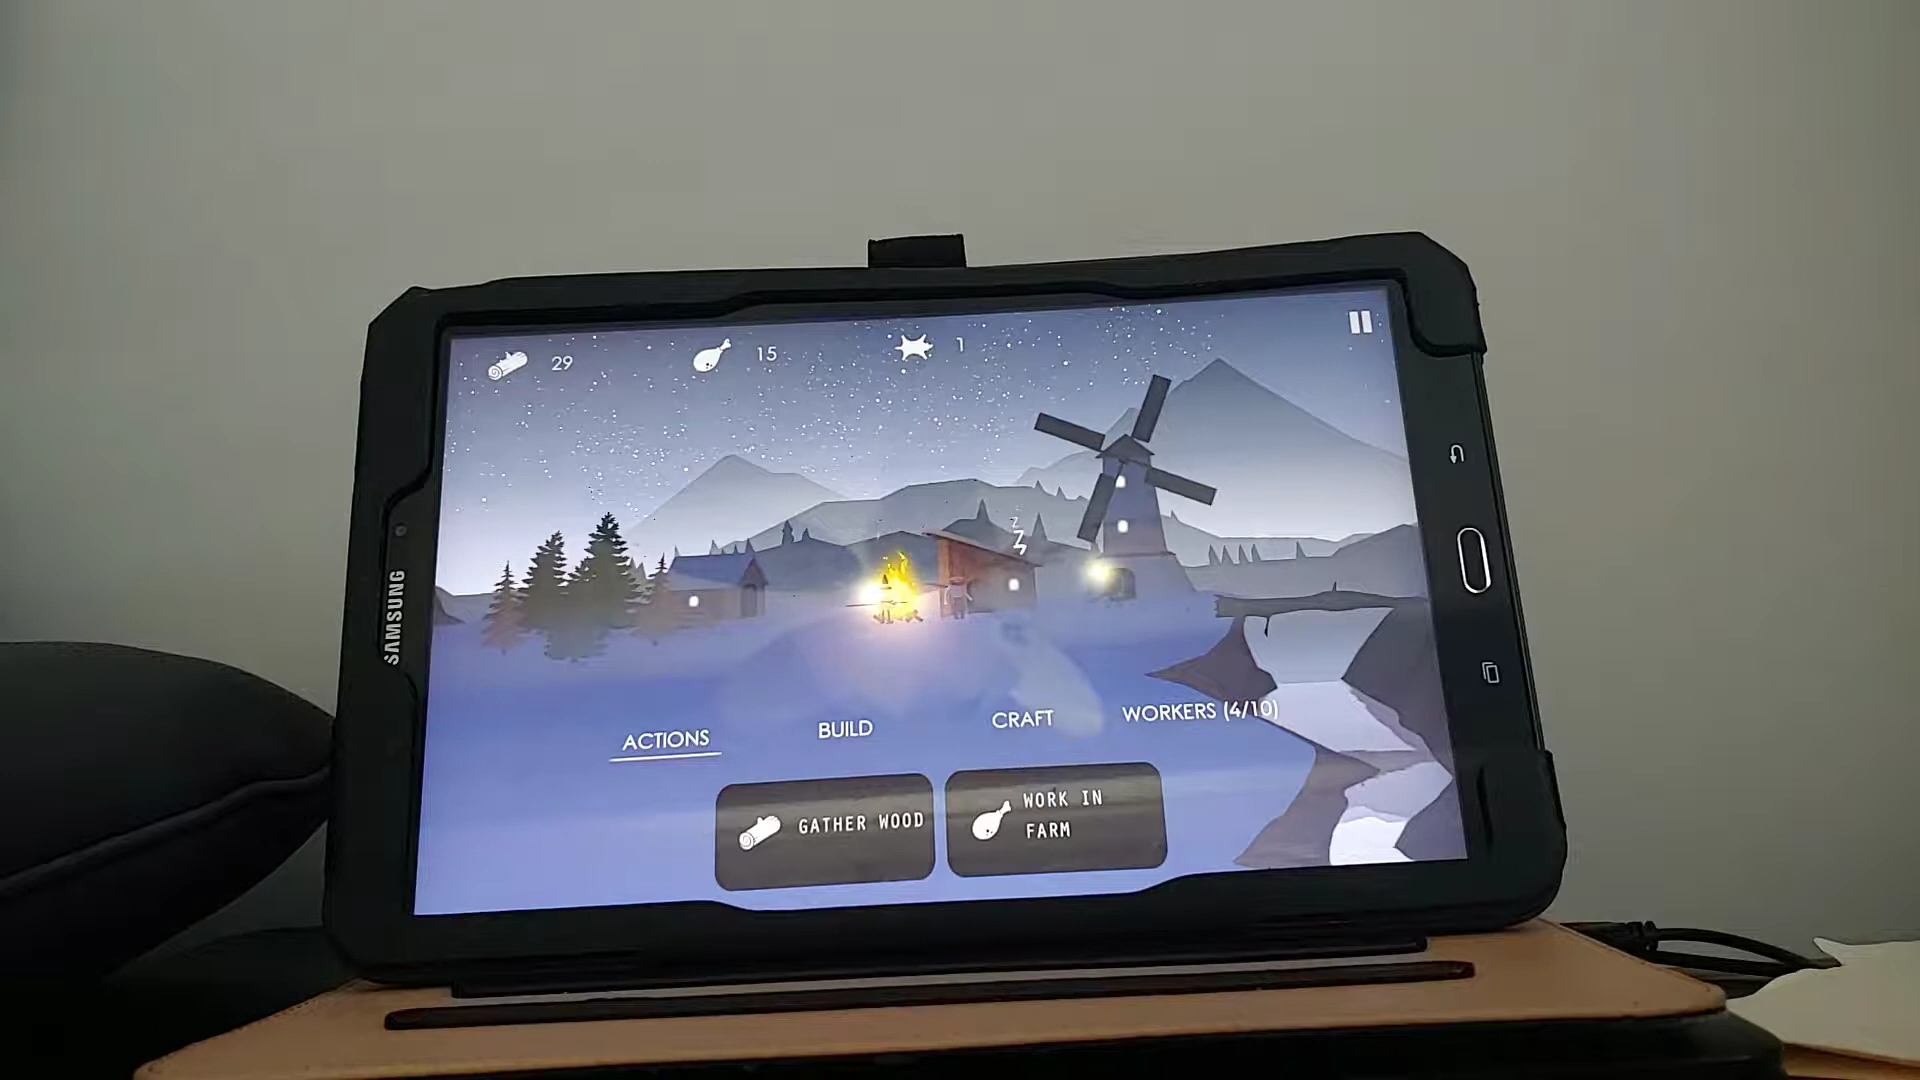 29
15
1
SAMSUNG
Z
Z
ACTIONS
BUILD
CRAFT
WORKERS (4/10)
GATHER WOOD
WORK IN
FARM